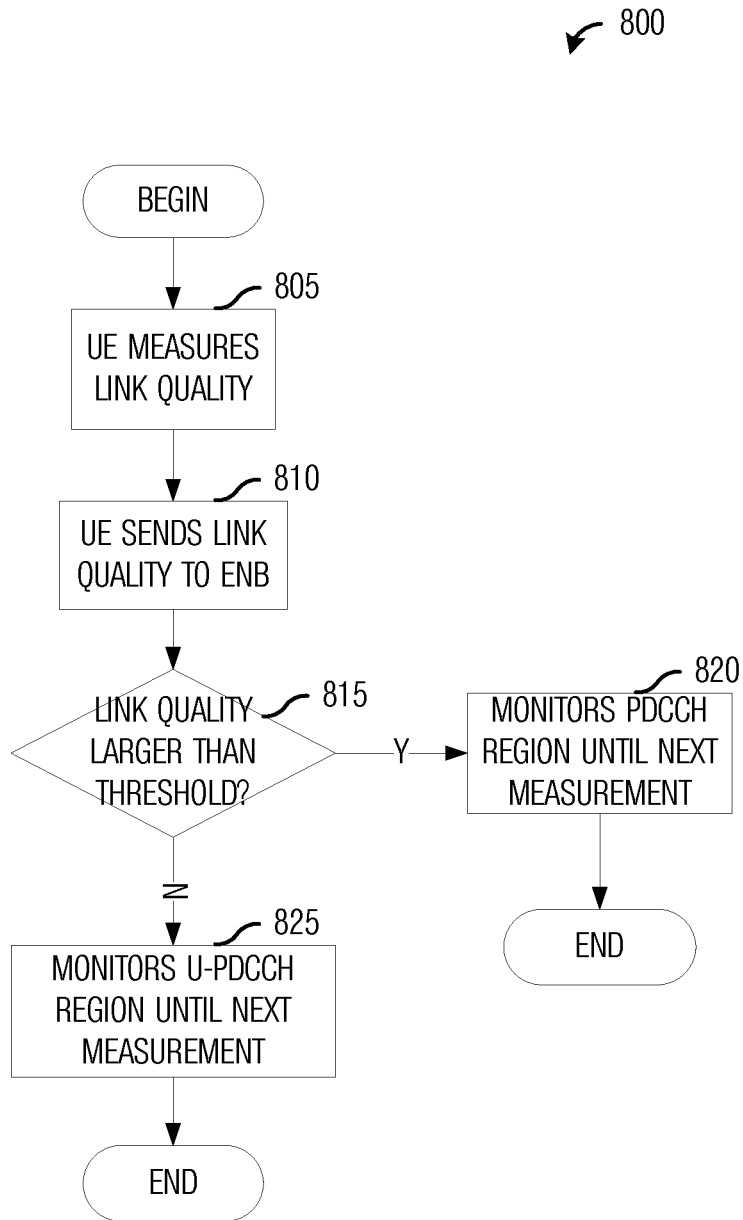 800
BEGIN
805
UE MEASURES
LINK QUALITY
810
UE SENDS LINK
QUALITY TO ENB
815
LINK QUALITY
LARGER THAN
THRESHOLD?
Y
820
MONITORS PDCCH
REGION UNTIL NEXT
MEASUREMENT
END
N
825
MONITORS U-PDCCH
REGION UNTIL NEXT
MEASUREMENT
END